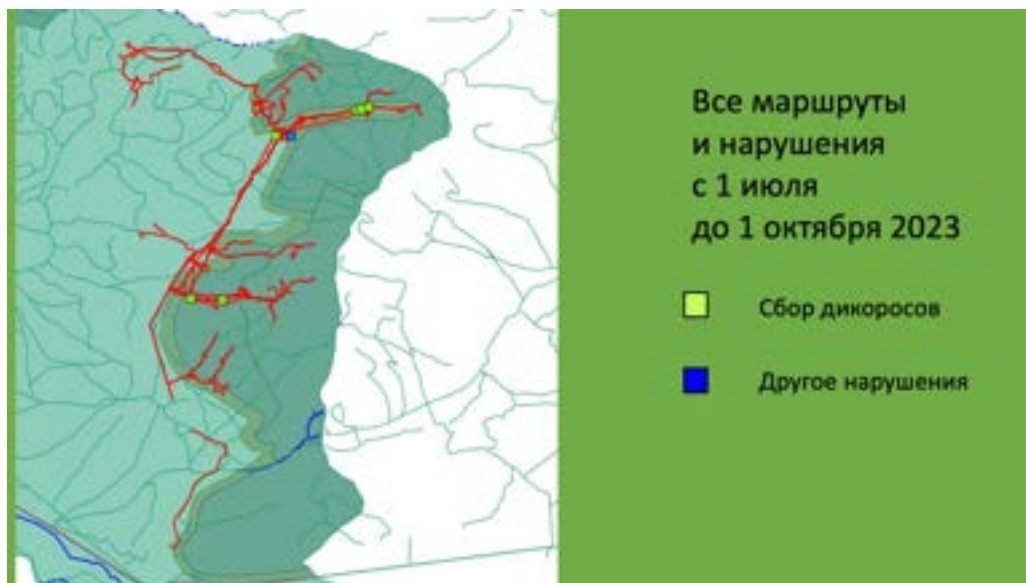 Все маршруты
и нарушения
с 1 июля
до 1 октября 2023
Сбор дикоросов
Другое нарушения